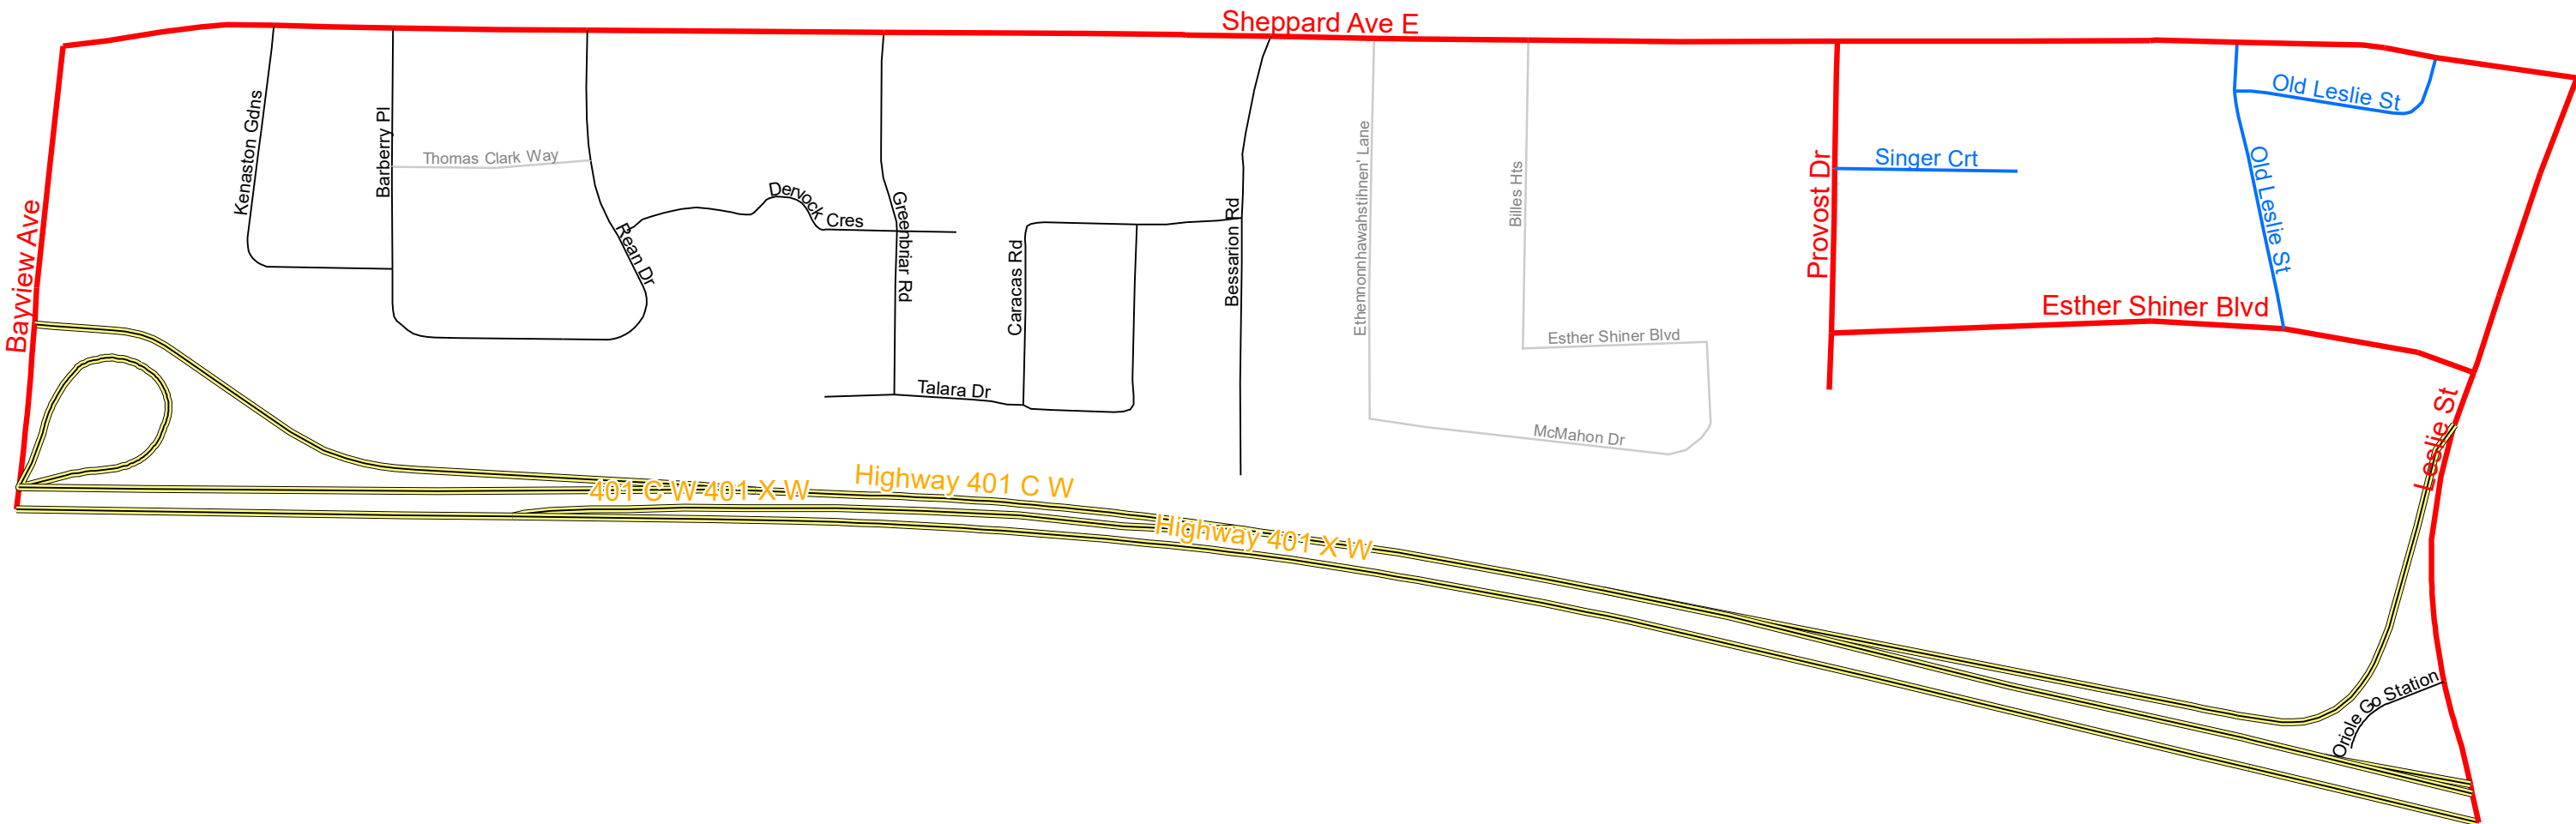 Sheppard Ave E
Old Leslie St
Kenaston Gdns
Barberry Pl
Thomas Clark Way
Ethennonnhawahstihnen' Lane
Billes Hts
Provost Dr
Singer Crt
Old Leslie St
Bayview Ave
Dervock Cres
Rean Dr
Greenbriar Rd
Caracas Rd
Bessarion Rd
Esther Shiner Blvd
Esther Shiner Blvd
Talara Dr
McMahon Dr
Leslie St
Highway 401 C W
401 C W 401 X W
Highway 401 X W
Oriole Go Station